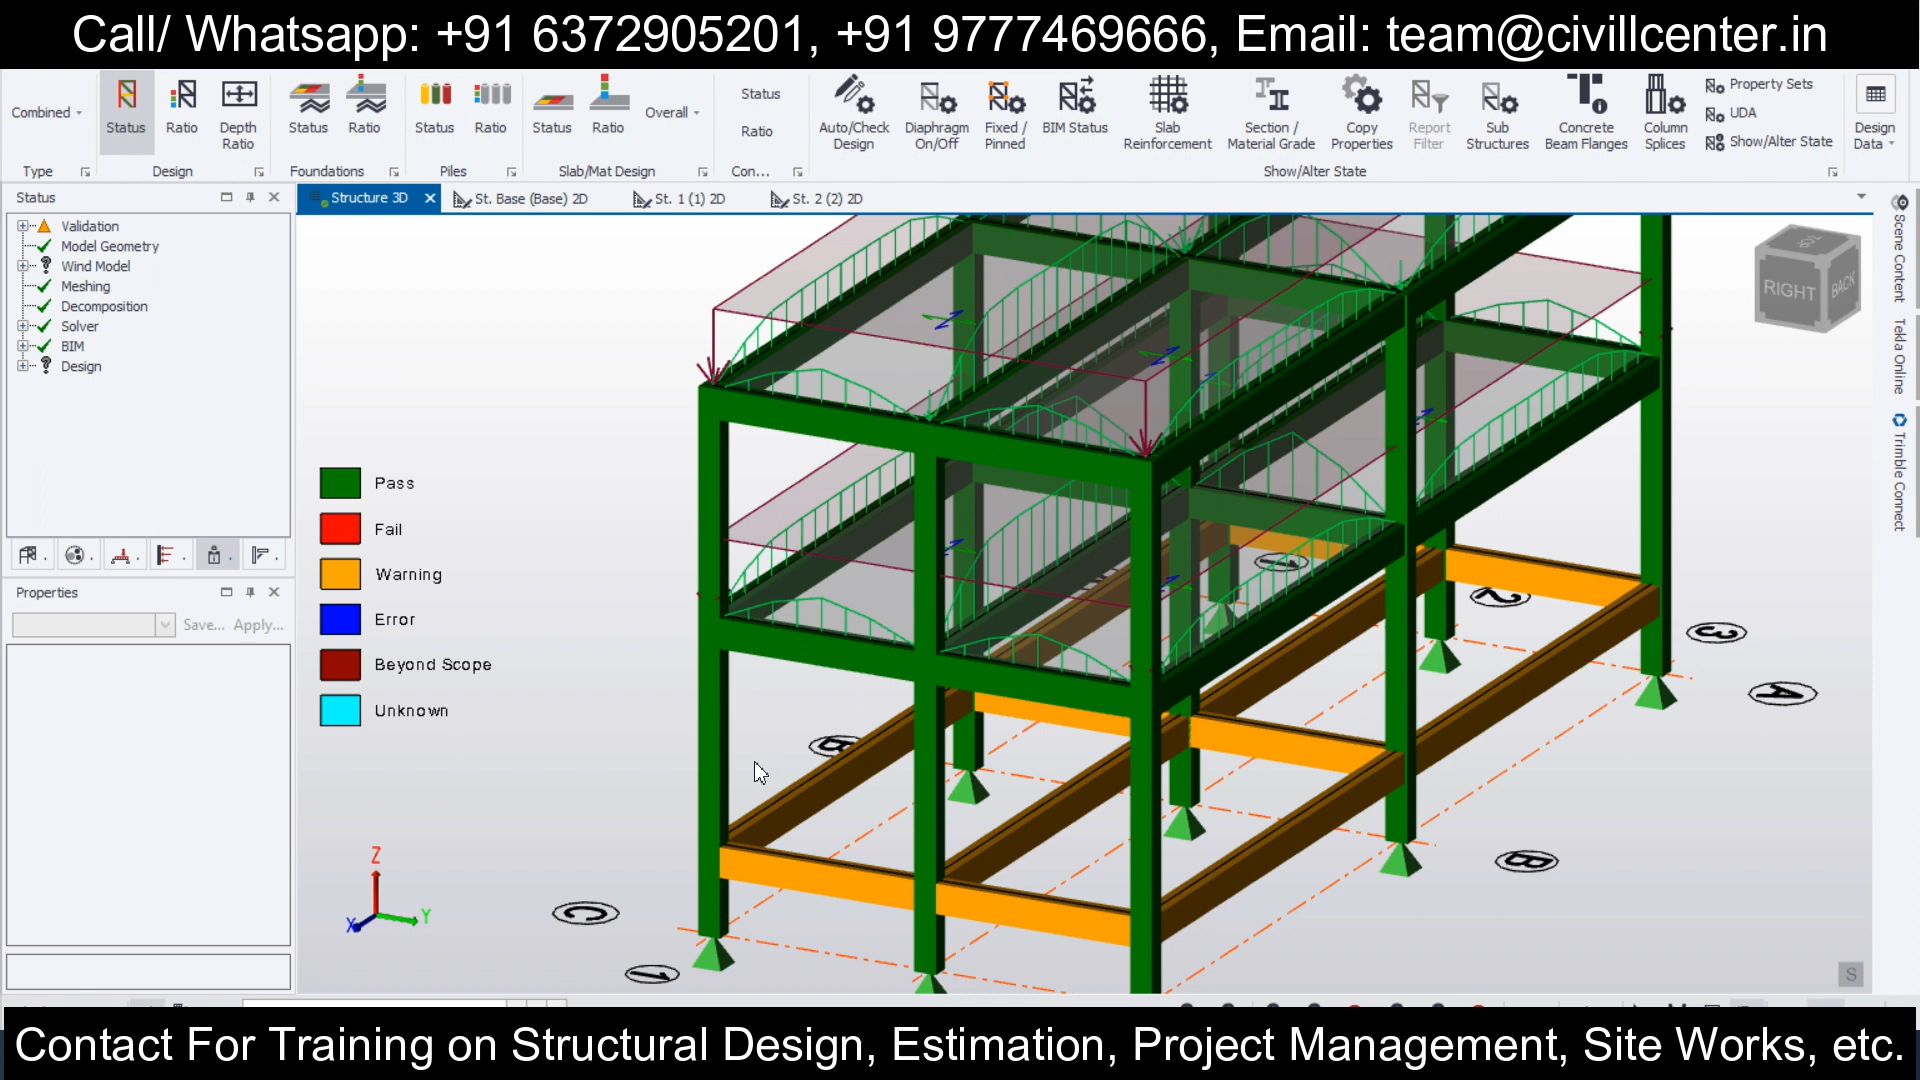 Call/ Whatsapp: +91 6372905201, +91 9777469666, Email: team@civillcenter.in
Combined
Status
Ratio
Depth Ratio
Status
Ratio
Status
Ratio
Status
Ratio
Overall
Status
Ratio
Auto/Check Design
Diaphragm On/Off
Fixed / Pinned
BIM Status
Slab Reinforcement
Section / Material Grade
Copy Properties
Report Filter
Sub Structures
Concrete Beam Flanges
Column Splices
Property Sets
UDA
Show/Alter State
Design Data
Type
Design
Foundations
Piles
Slab/Mat Design
Con...
Show/Alter State
Status
Structure 3D
St. Base (Base) 2D
St. 1 (1) 2D
St. 2 (2) 2D
Validation
Model Geometry
Wind Model
Meshing
Decomposition
Solver
BIM
Design
Properties
Save...
Apply...
Pass
Fail
Warning
Error
Beyond Scope
Unknown
Z
Y
X
TOP
RIGHT
BACK
Scene Content
Tekla Online
Trimble Connect
1
2
3
A
B
B
C
1
S
Contact For Training on Structural Design, Estimation, Project Management, Site Works, etc.